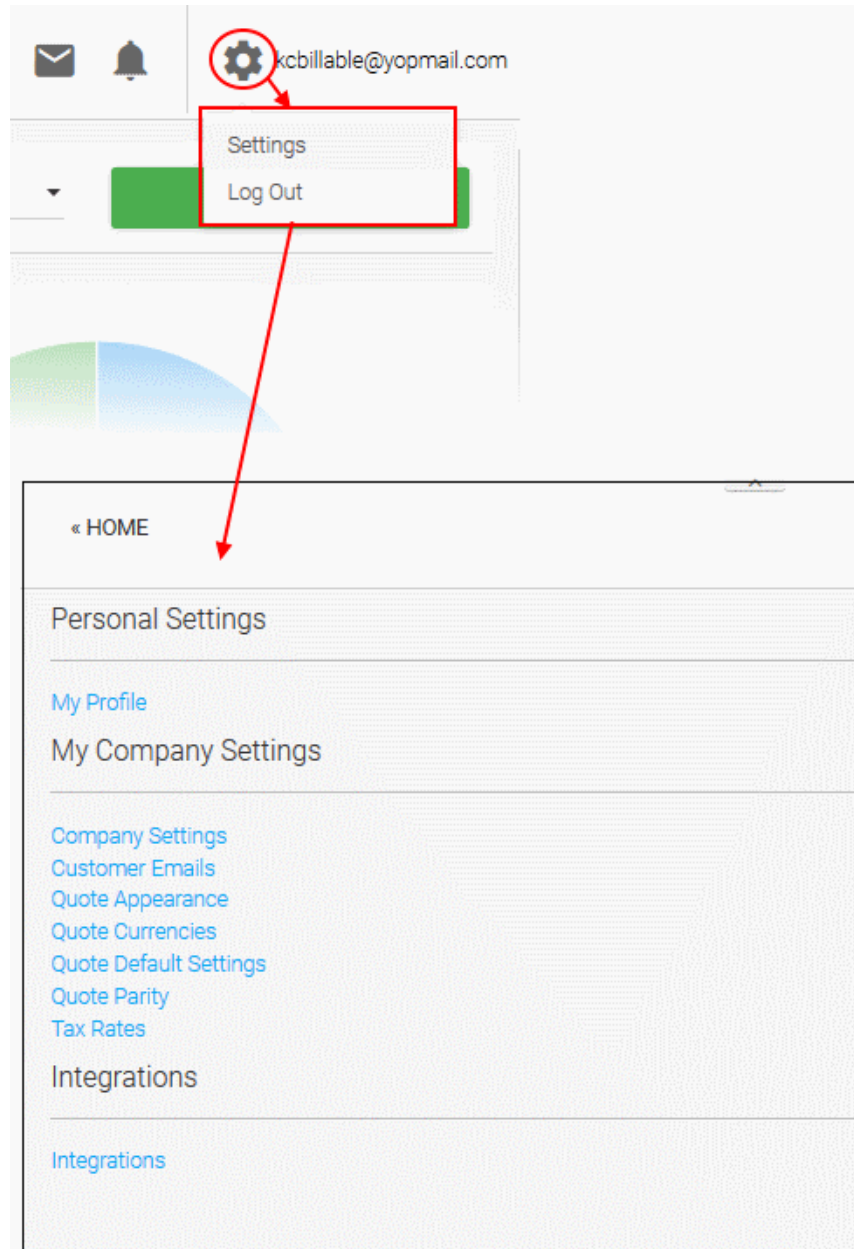 kcbillable@yopmail.com
Settings
Log Out
« HOME
Personal Settings
My Profile
My Company Settings
Company Settings
Customer Emails
Quote Appearance
Quote Currencies
Quote Default Settings
Quote Parity
Tax Rates
Integrations
Integrations